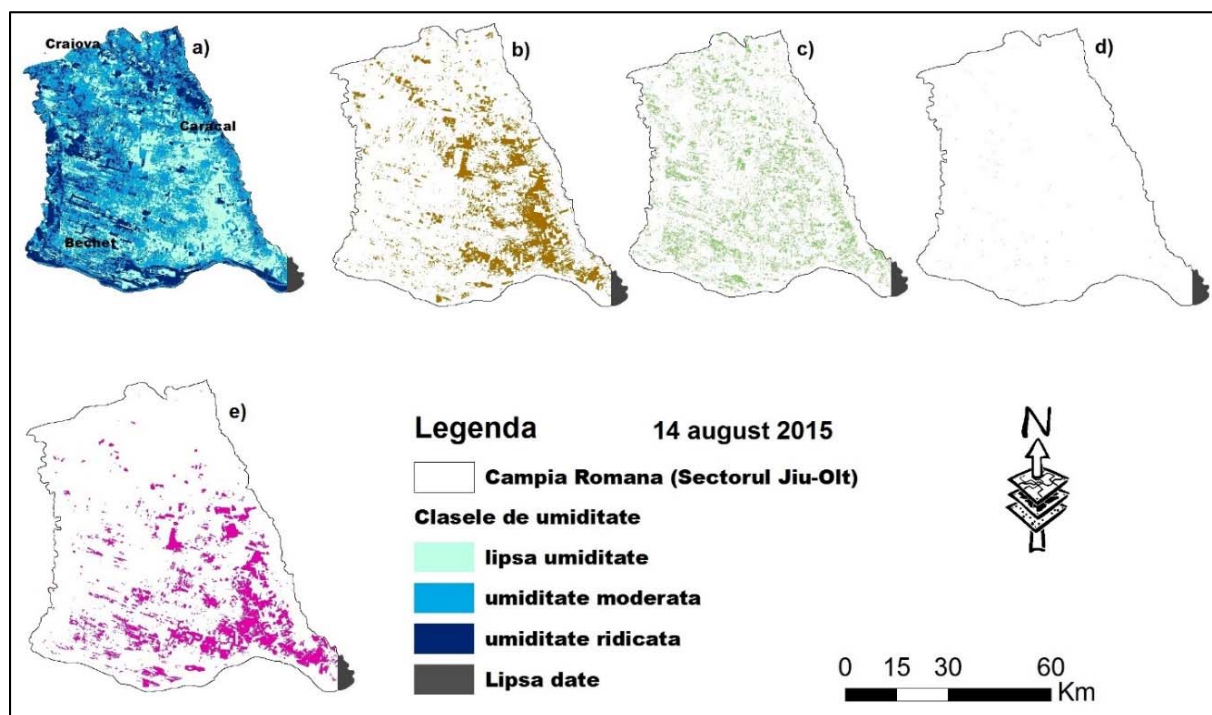 Craiova
a)
b)
c)
d)
Caracal
Bechet
e)
Legenda
14 august 2015
N
Campia Romana (Sectorul Jiu-Olt)
Clasele de umiditate
lipsa umiditate
umiditate moderata
umiditate ridicata
Lipsa date
0 15 30 60
Km